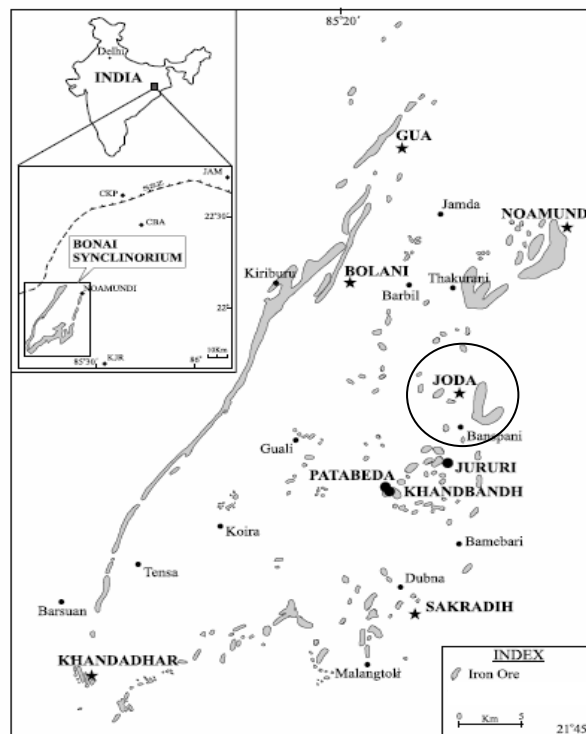 85°20'
Delhi
INDIA
GUA
JAM
SBZ
CKP
Jamda
NOAMUND
CBA
22°30'
BONAI
SYNCLINORIUM
Kiriburu
BOLANI
Barbil
Thakurani
NOAMUNDI
22°
10Km
KJR
85°30'
86°
JODA
Banspani
Guali
JURURI
PATABEDA
KHANDBANDH
Koira
Bamebari
Tensa
Dubna
Barsuan
SAKRADIH
KHANDADHAR
Malangtoli
INDEX
Iron Ore
0 Km 5
21°45